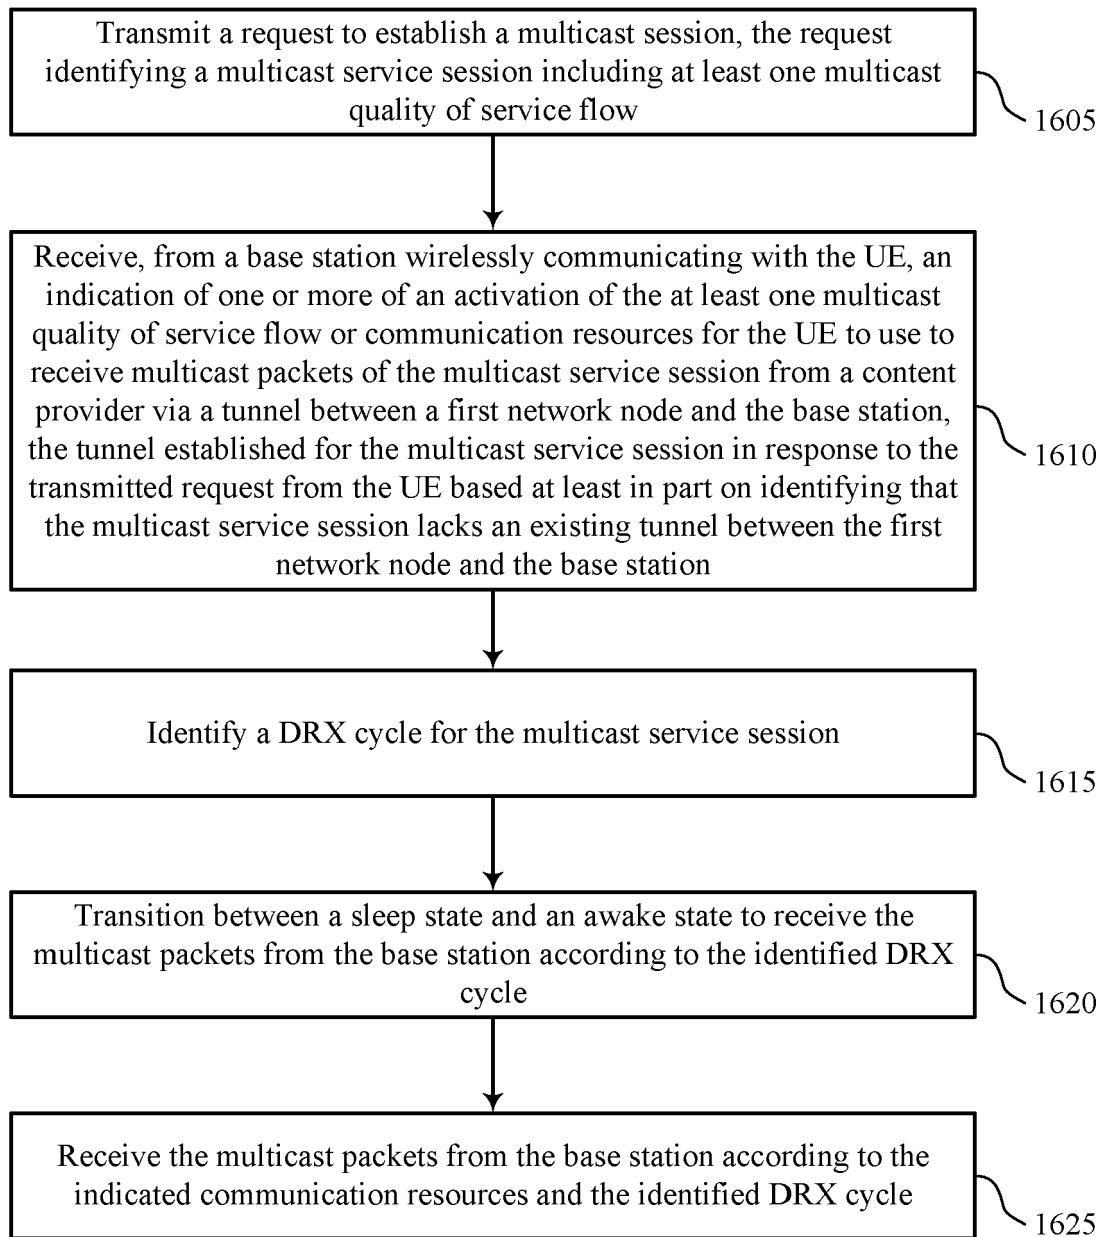 Transmit a request to establish a multicast session, the request
identifying a multicast service session including at least one multicast
quality of service flow
1605
Receive, from a base station wirelessly communicating with the UE, an
indication of one or more of an activation of the at least one multicast
quality of service flow or communication resources for the UE to use to
receive multicast packets of the multicast service session from a content
provider via a tunnel between a first network node and the base station,
the tunnel established for the multicast service session in response to the
transmitted request from the UE based at least in part on identifying that
the multicast service session lacks an existing tunnel between the first
network node and the base station
1610
Identify a DRX cycle for the multicast service session
1615
Transition between a sleep state and an awake state to receive the
multicast packets from the base station according to the identified DRX
cycle
1620
Receive the multicast packets from the base station according to the
indicated communication resources and the identified DRX cycle
1625